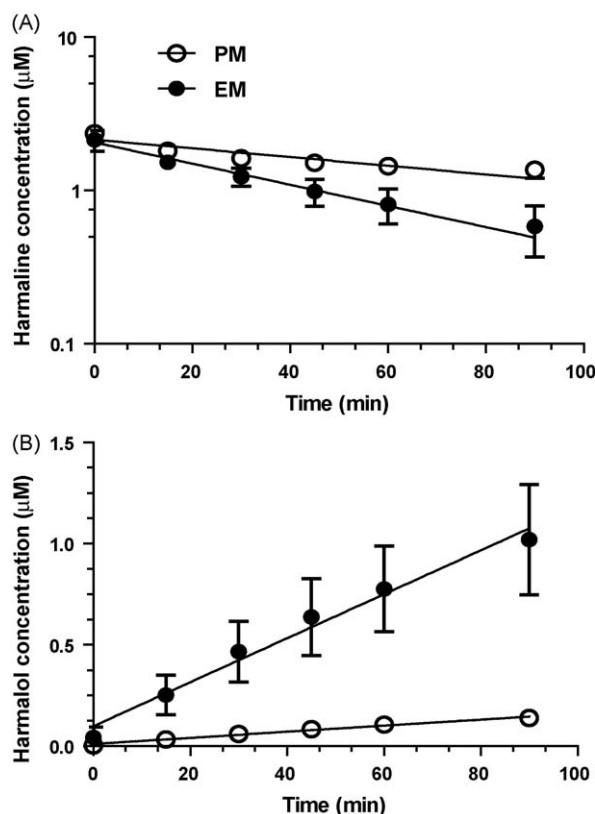 (A)
Harmaline concentration (μM)
10
1
0.1
PM
EM
0 20 40 60 80 100
Time (min)
(B)
Harmalol concentration (μM)
1.5
1.0
0.5
0.0
0 20 40 60 80 100
Time (min)